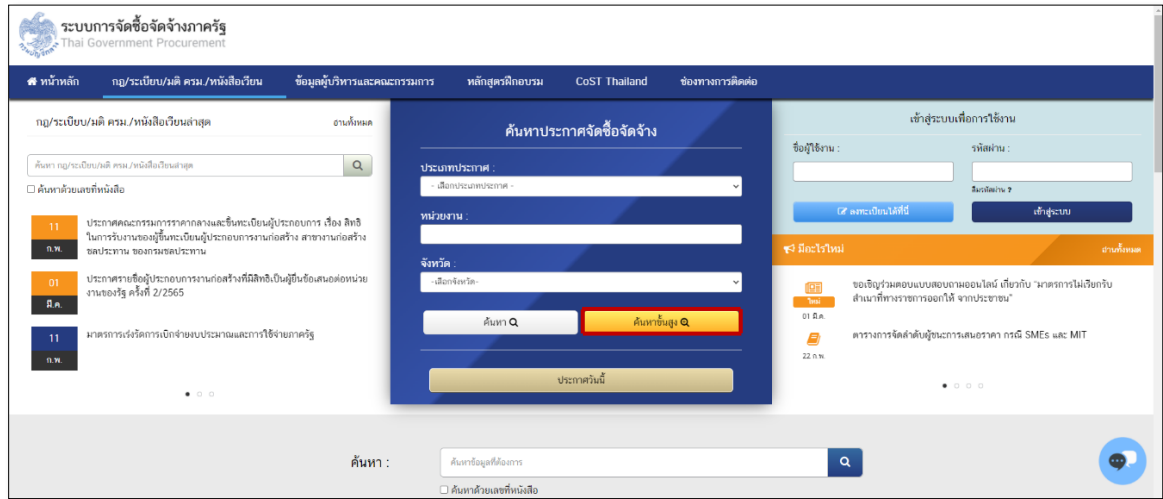 ระบบการจัดซื้อจัดจ้างภาครัฐ
Thai Government Procurement
หน้าหลัก กฎ/ระเบียบ/มติ ครม./หนังสือเวียน ข้อมูลผู้บริหารและคณะกรรมการ หลักสูตรฝึกอบรม CoST Thailand ช่องทางการติดต่อ
กฎ/ระเบียบ/มติ ครม./หนังสือเวียนล่าสุด อ่านทั้งหมด
ค้นหา กฎ/ระเบียบ/มติ ครม./หนังสือเวียนล่าสุด
ค้นด้วยเลขที่หนังสือ
11 ก.พ.
ประกาศคณะกรรมการราคากลางและขึ้นทะเบียนผู้ประกอบการ เรื่อง สิทธิ
ในการรับงานของผู้ขึ้นทะเบียนผู้ประกอบการงานก่อสร้าง สาขางานก่อสร้าง
ชลประทาน ของกรมชลประทาน
01 มี.ค.
ประกาศรายชื่อผู้ประกอบการงานก่อสร้างที่มีสิทธิเป็นผู้ยื่นข้อเสนอต่อหน่วย
งานของรัฐ ครั้งที่ 2/2565
11 ก.พ.
มาตรการเร่งรัดการเบิกจ่ายงบประมาณและการใช้จ่ายภาครัฐ
ค้นหาประกาศจัดซื้อจัดจ้าง
ประเภทประกาศ :
- เลือกประเภทประกาศ -
หน่วยงาน :
จังหวัด :
-เลือกจังหวัด-
ค้นหา ค้นหาขั้นสูง
ประกาศวันนี้
เข้าสู่ระบบเพื่อการใช้งาน
ชื่อผู้ใช้งาน : รหัสผ่าน :
ลืมรหัสผ่าน ?
ลงทะเบียนได้ที่นี่ เข้าสู่ระบบ
มีอะไรใหม่ อ่านทั้งหมด
ใหม่
01 มี.ค.
ขอเชิญร่วมตอบแบบสอบถามออนไลน์ เกี่ยวกับ "มาตรการไม่เรียกรับ
สำเนาที่ทางราชการออกให้ จากประชาชน"
22 ก.พ.
ตารางการจัดลำดับผู้ชนะการเสนอราคา กรณี SMEs และ MIT
ค้นหา :
ค้นหาข้อมูลที่ต้องการ
ค้นหาด้วยเลขที่หนังสือ